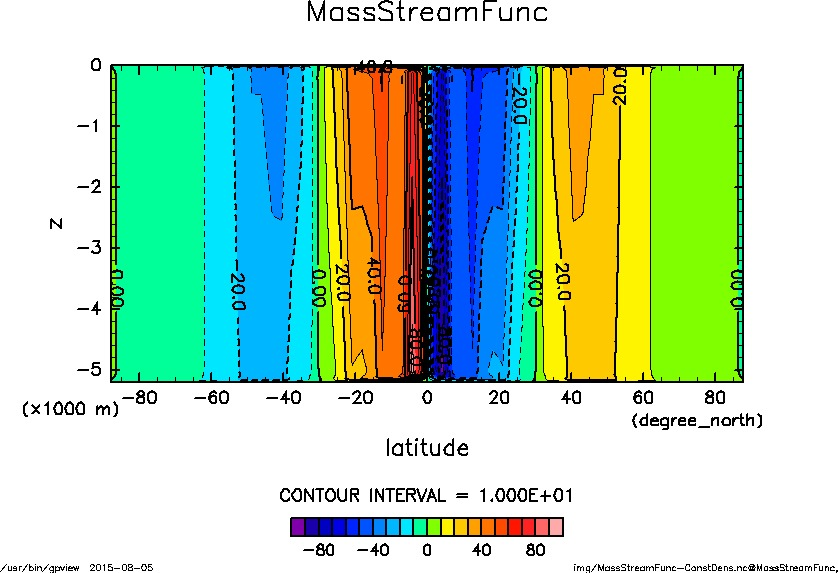 MassStreamFunc
0
−1
−2
−3
−4
−5
z
40.0
20.0
20.0
0.00
20.0
0.00
20.0
40.0
60.0
0.00
20.0
0.00
−80 −60 −40 −20 0 20 40 60 80
(×1000 m)
(degree_north)
latitude
CONTOUR INTERVAL = 1.000E+01
−80 −40 0 40 80
/usr/bin/gpview 2015−08−05
img/MassStreamFunc−ConstDens.nc@MassStreamFunc,